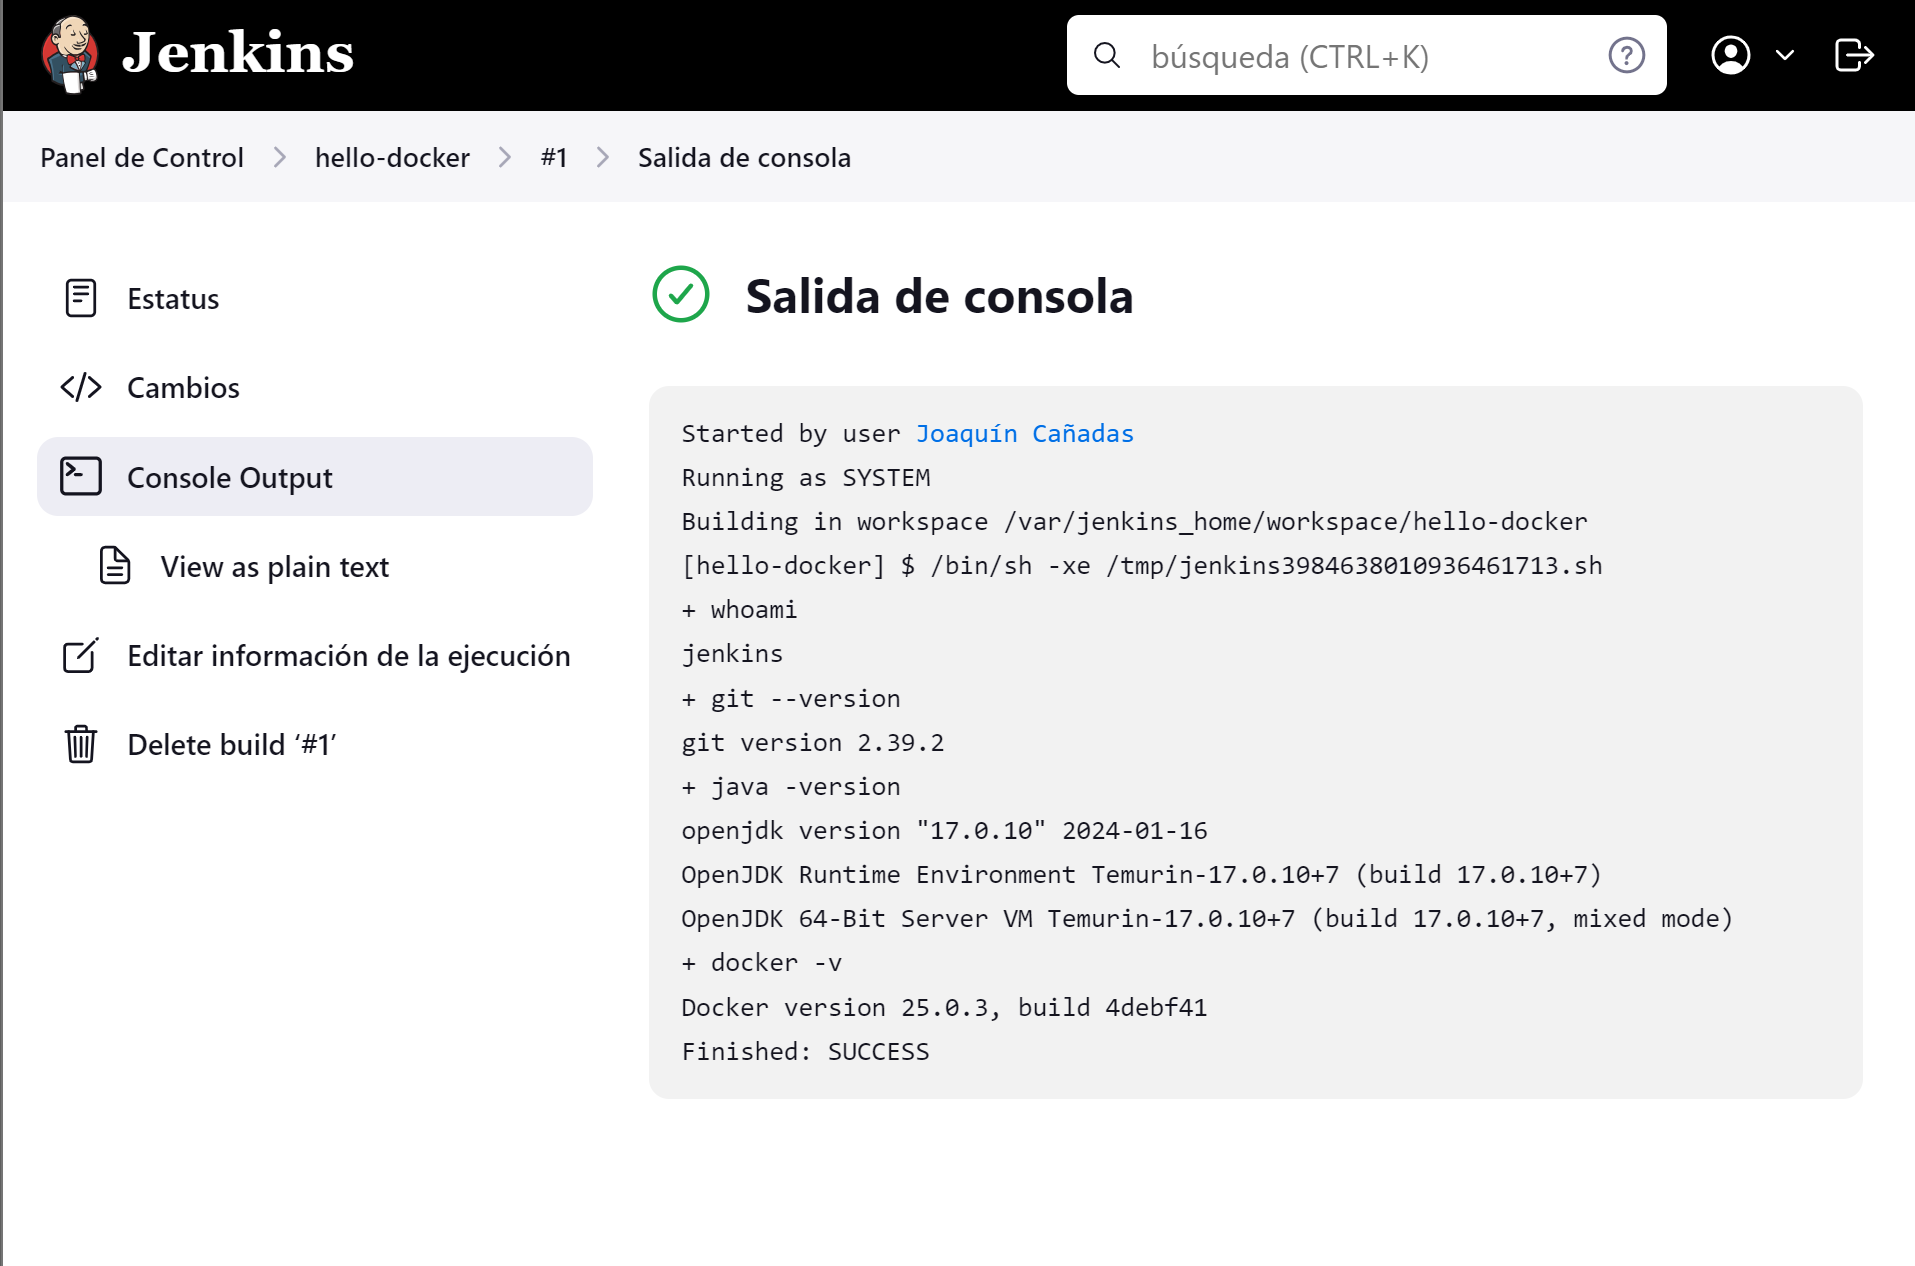 Jenkins
búsqueda (CTRL+K)
Panel de Control
hello-docker
#1
Salida de consola
Estatus
Cambios
Console Output
View as plain text
Editar información de la ejecución
Delete build ‘#1’
Salida de consola
Started by user Joaquín Cañadas
Running as SYSTEM
Building in workspace /var/jenkins_home/workspace/hello-docker
[hello-docker] $ /bin/sh -xe /tmp/jenkins3984638010936461713.sh
+ whoami
jenkins
+ git --version
git version 2.39.2
+ java -version
openjdk version "17.0.10" 2024-01-16
OpenJDK Runtime Environment Temurin-17.0.10+7 (build 17.0.10+7)
OpenJDK 64-Bit Server VM Temurin-17.0.10+7 (build 17.0.10+7, mixed mode)
+ docker -v
Docker version 25.0.3, build 4debf41
Finished: SUCCESS